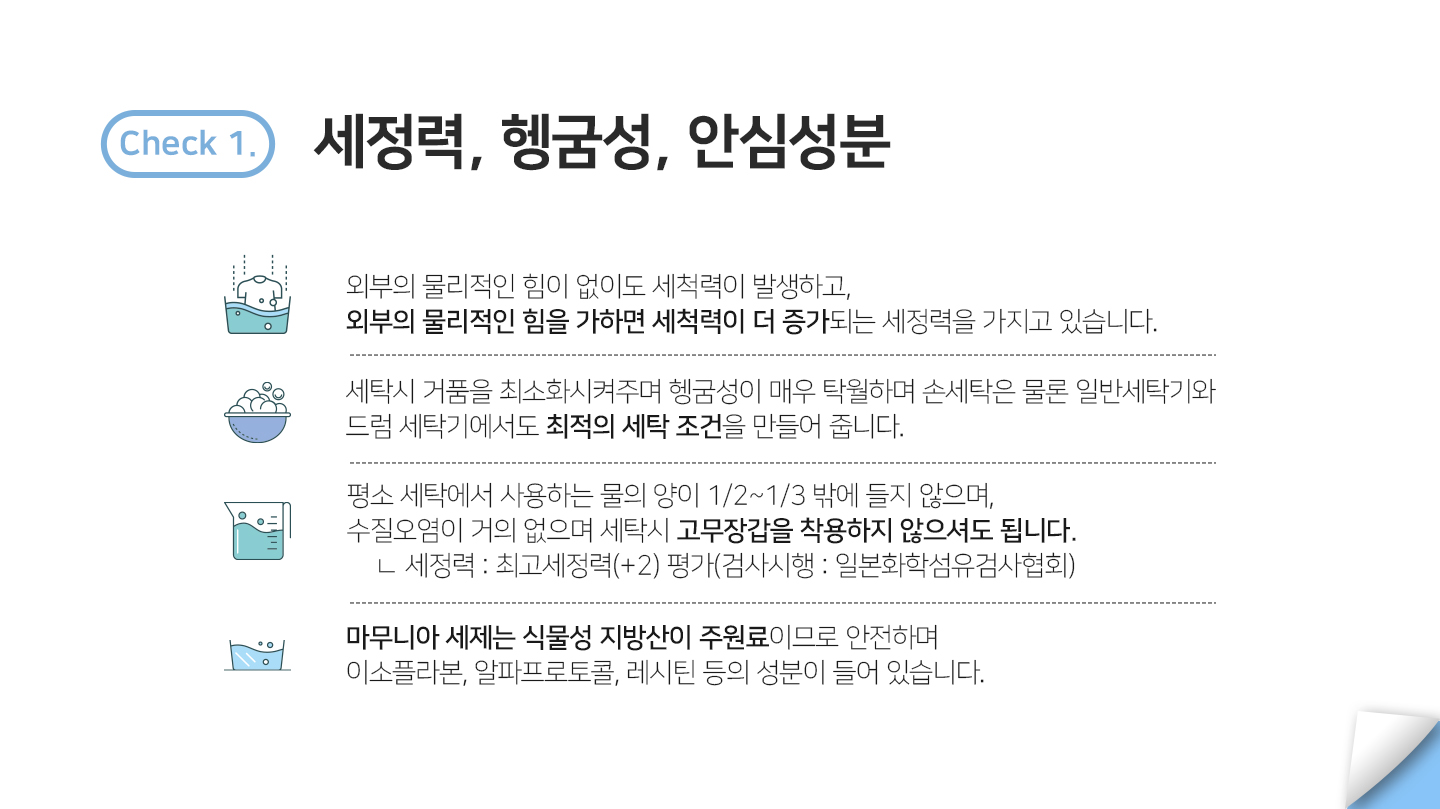 Check 1.
세정력, 헹굼성, 안심성분
외부의 물리적인 힘이 없이도 세척력이 발생하고,
외부의 물리적인 힘을 가하면 세척력이 더 증가되는 세정력을 가지고 있습니다.
세탁시 거품을 최소화시켜주며 헹굼성이 매우 탁월하며 손세탁은 물론 일반세탁기와
드럼 세탁기에서도 최적의 세탁 조건을 만들어 줍니다.
평소 세탁에서 사용하는 물의 양이 1/2~1/3 밖에 들지 않으며,
수질오염이 거의 없으며 세탁시 고무장갑을 착용하지 않으셔도 됩니다.
ㄴ 세정력 : 최고세정력(+2) 평가(검사시행 : 일본화학섬유검사협회)
마무니아 세제는 식물성 지방산이 주원료이므로 안전하며
이소플라본, 알파프로토콜, 레시틴 등의 성분이 들어 있습니다.